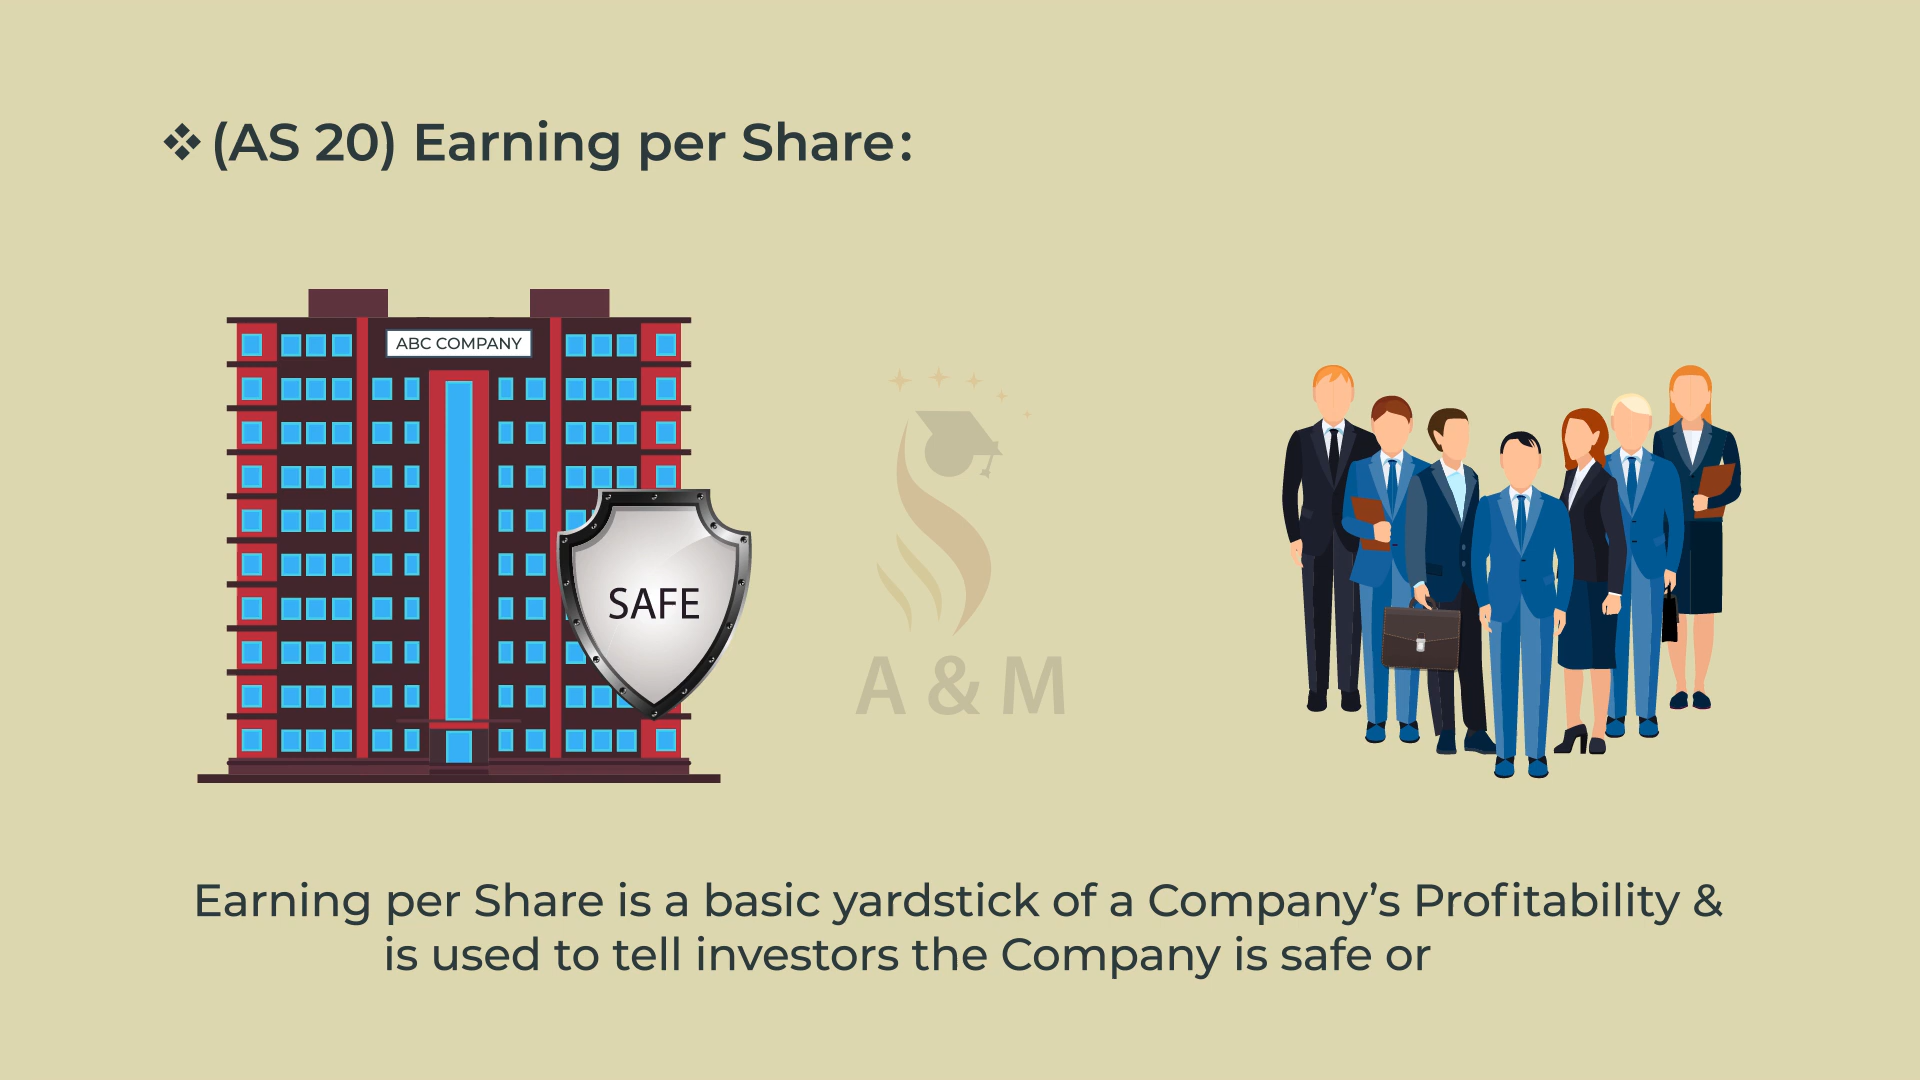 ❖ (AS 20) Earning per Share:
ABC COMPANY
SAFE
A & M
Earning per Share is a basic yardstick of a Company’s Profitability &
is used to tell investors the Company is safe or